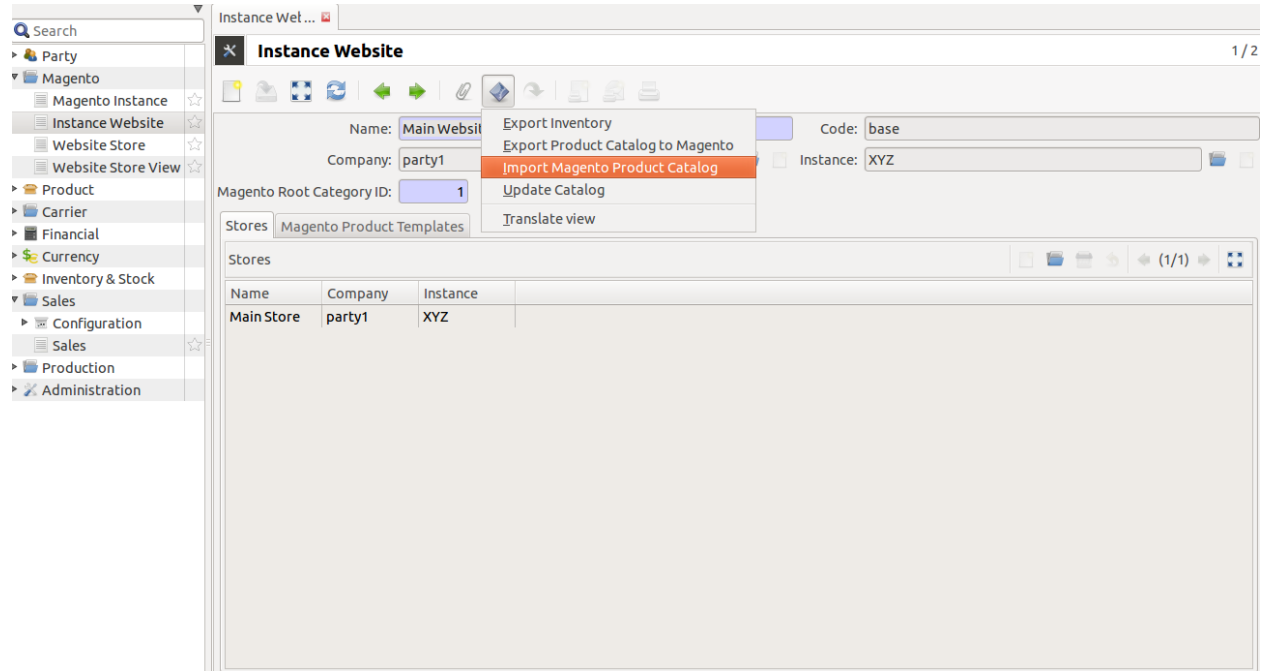 Search
Party
Magento
Magento Instance
Instance Website
Website Store
Website Store View
Product
Carrier
Financial
Currency
Inventory & Stock
Sales
Configuration
Sales
Production
Administration
Instance Wet ...
Instance Website
1 / 2
Name: Main Websit
Code: base
Company: party1
Instance: XYZ
Magento Root Category ID: 1
Export Inventory
Export Product Catalog to Magento
Import Magento Product Catalog
Update Catalog
Translate view
Stores Magento Product Templates
Stores
(1/1)
Name Company Instance
Main Store party1 XYZ